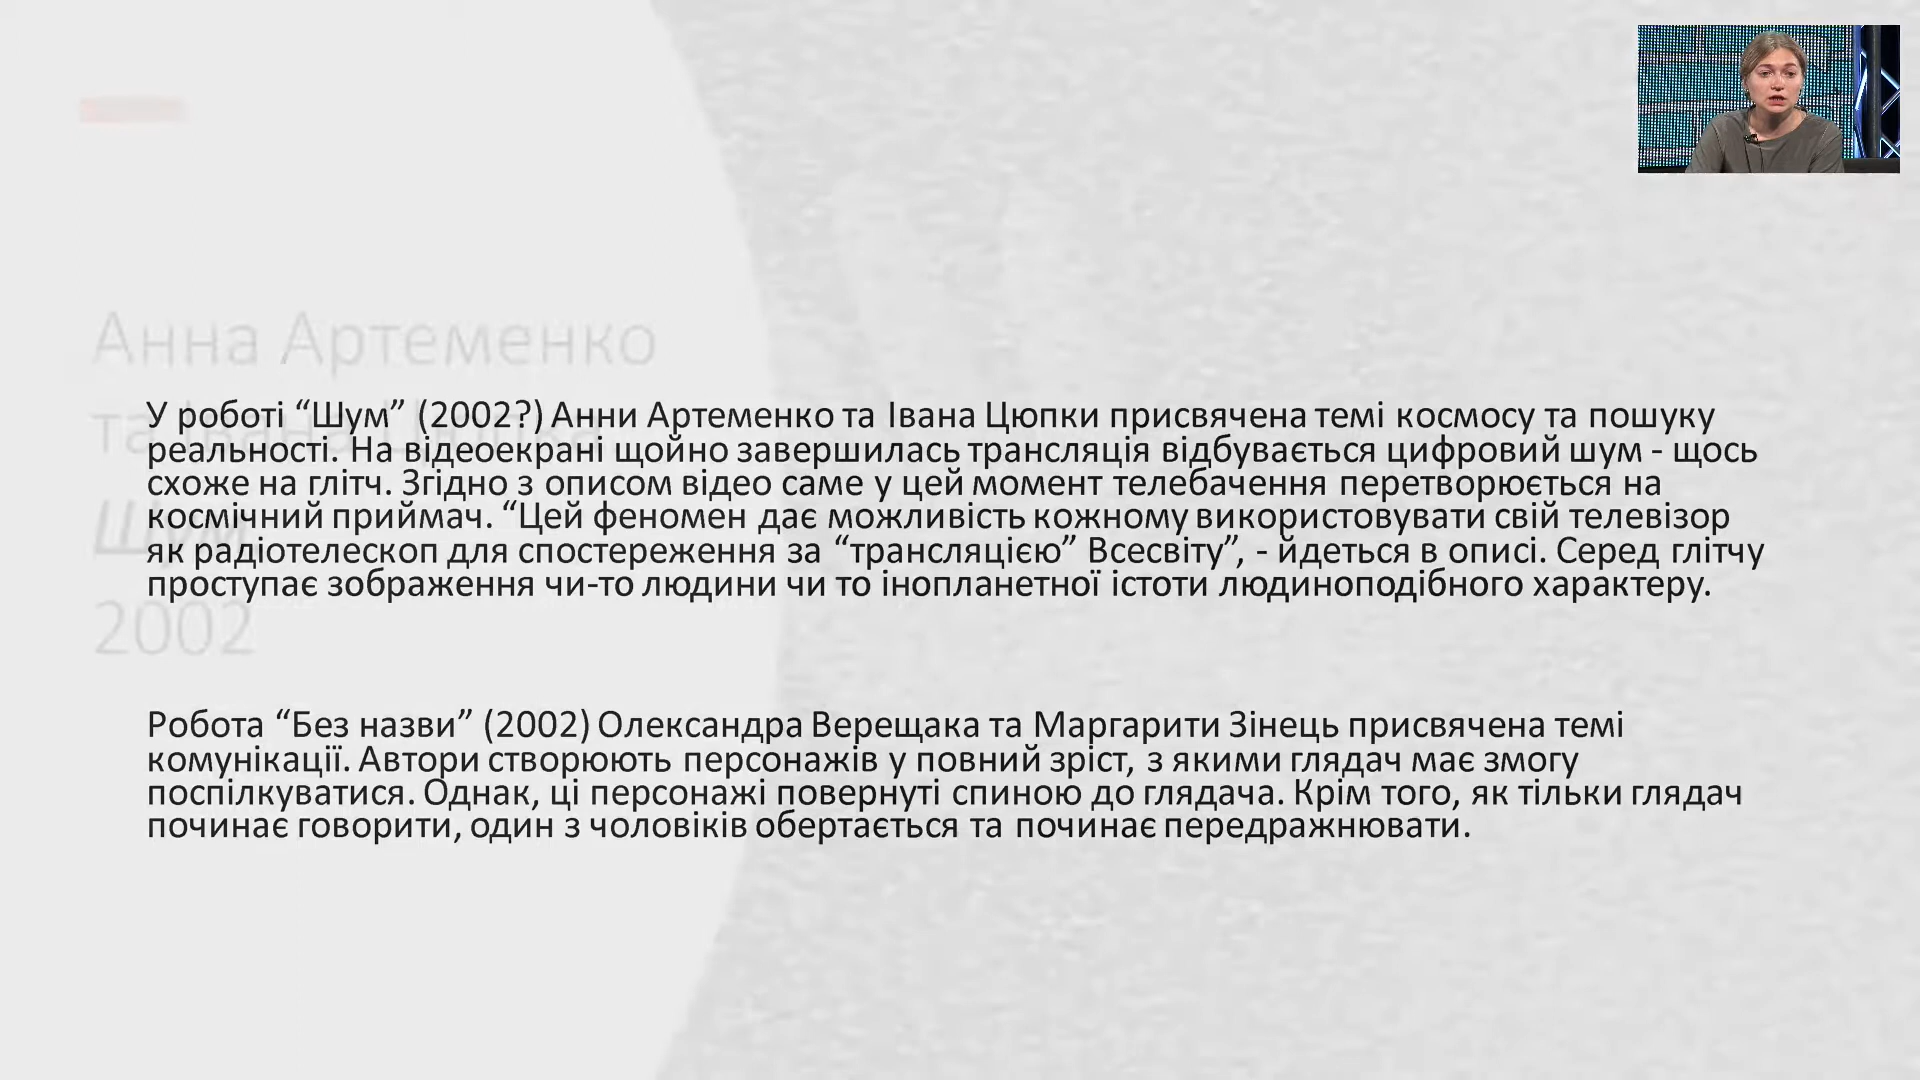 Анна Артеменко
та Івана Цюпка
Шум
2002
У роботі “Шум” (2002?) Анни Артеменко та Івана Цюпки присвячена темі космосу та пошуку
реальності. На відеоекрані щойно завершилась трансляція відбувається цифровий шум - щось
схоже на глітч. Згідно з описом відео саме у цей момент телебачення перетворюється на
космічний приймач. “Цей феномен дає можливість кожному використовувати свій телевізор
як радіотелескоп для спостереження за “трансляцією” Всесвіту”, - йдеться в описі. Серед глітчу
проступає зображення чи-то людини чи то інопланетної істоти людиноподібного характеру.
Робота “Без назви” (2002) Олександра Верещака та Маргарити Зінець присвячена темі
комунікації. Автори створюють персонажів у повний зріст, з якими глядач має змогу
поспілкуватися. Однак, ці персонажі повернуті спиною до глядача. Крім того, як тільки глядач
починає говорити, один з чоловіків обертається та починає передражнювати.